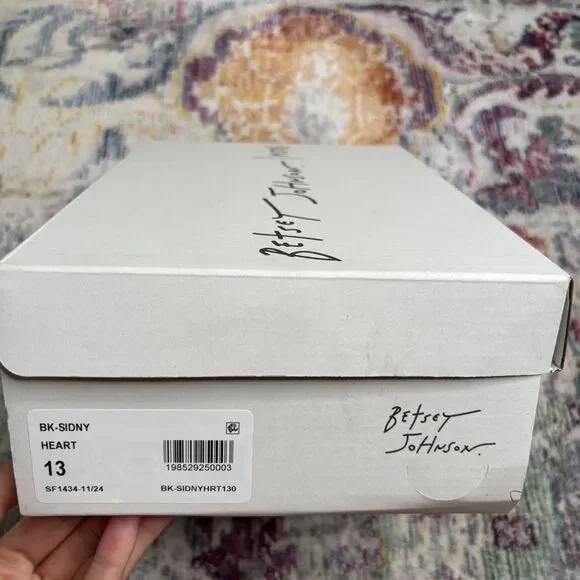 BETSEY JOHNSON
BK-SIDNY
HEART
13
198529250003
SF1434-11/24
BK-SIDNYHRT130
BETSEY
JOHNSON.